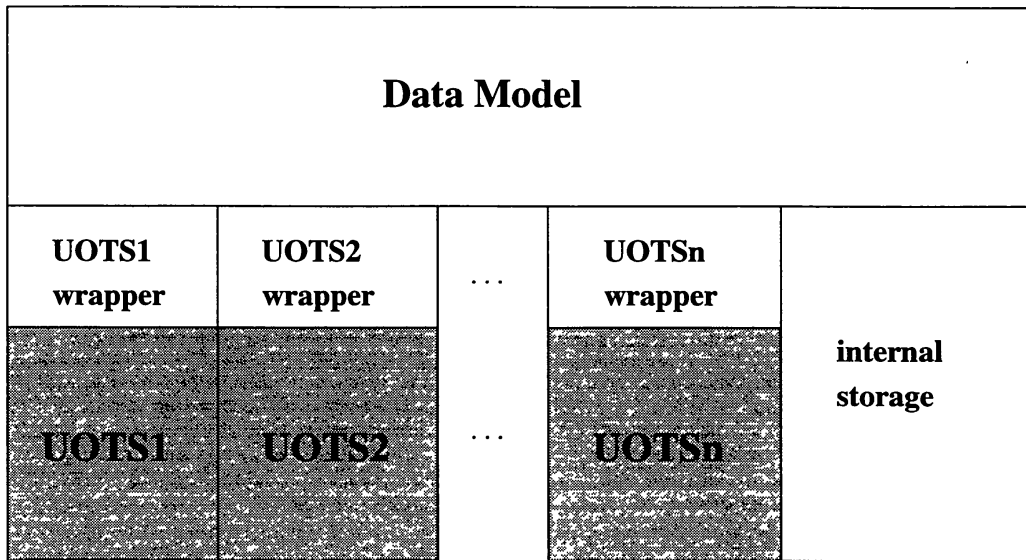 Data Model
UOTS1 wrapper
UOTS2 wrapper
...
UOTSn wrapper
internal storage
UOTS1
UOTS2
...
UOTSn